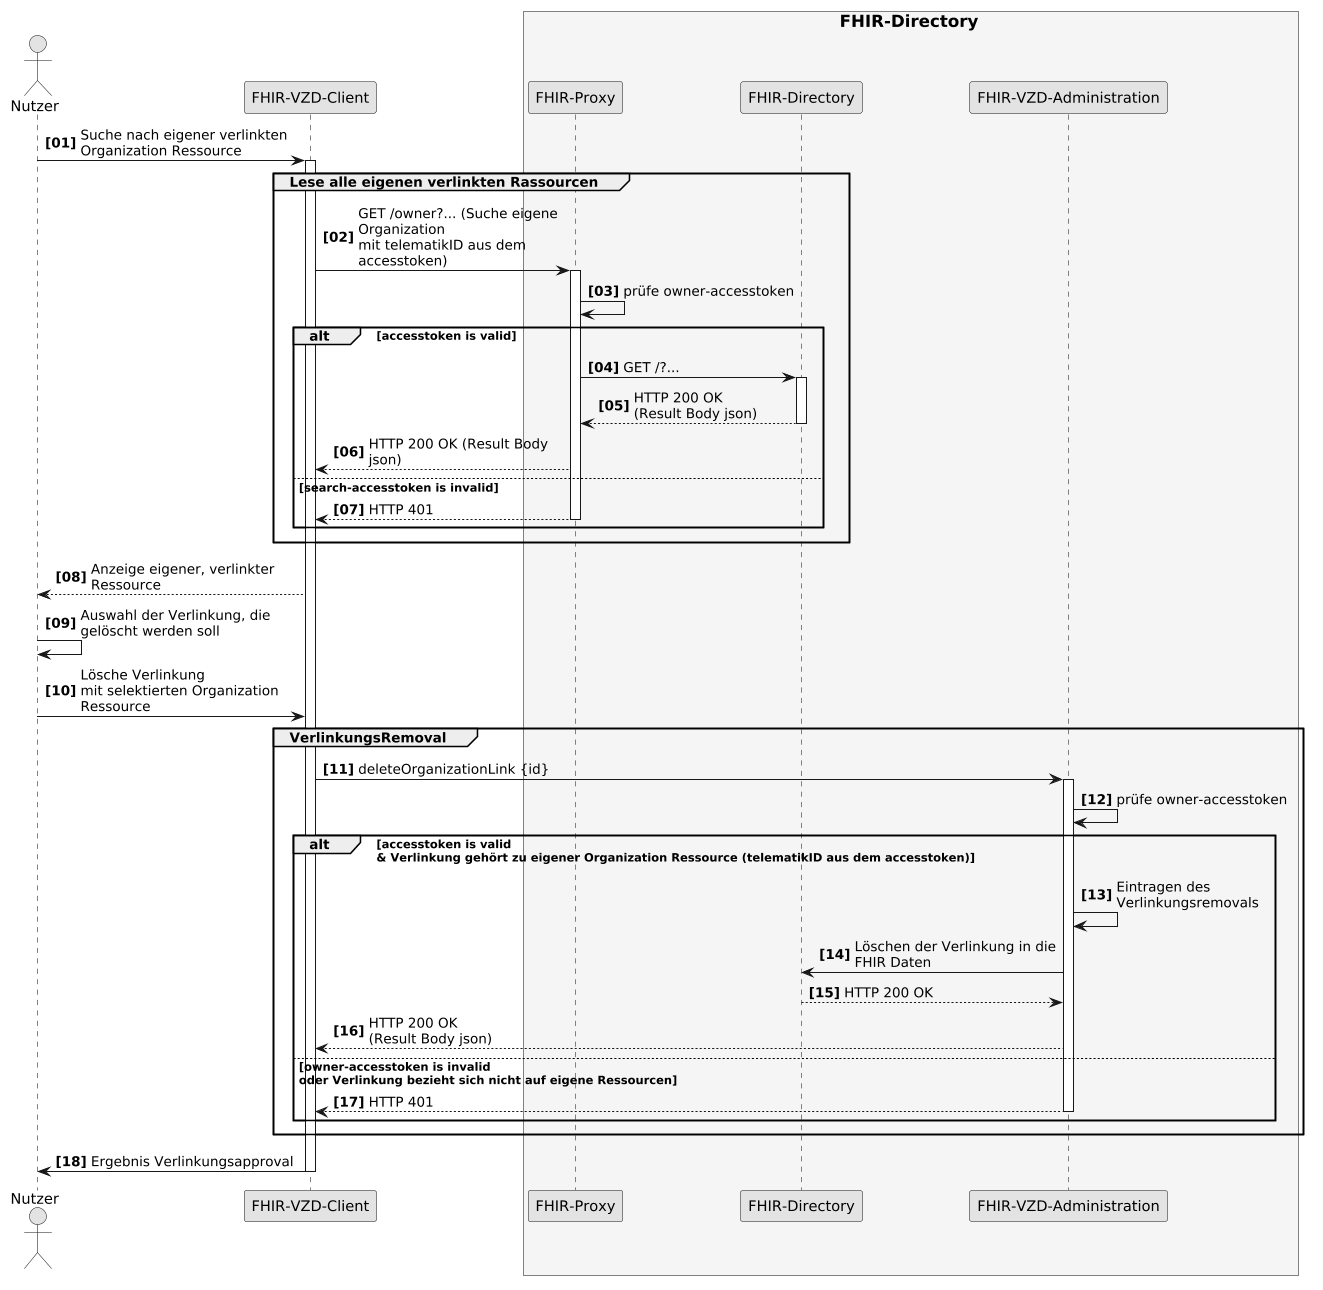 FHIR-Directory
Nutzer
FHIR-VZD-Client
FHIR-Proxy
FHIR-Directory
FHIR-VZD-Administration
[01] Suche nach eigener verlinkten
Organization Ressource
Lese alle eigenen verlinkten Rassourcen
[02] GET /owner?... (Suche eigene
Organization
mit telematikID aus dem
accesstoken)
[03] prüfe owner-accesstoken
alt [accesstoken is valid]
[04] GET /?...
[05] HTTP 200 OK
(Result Body json)
[06] HTTP 200 OK (Result Body
json)
[search-accesstoken is invalid]
[07] HTTP 401
[08] Anzeige eigener, verlinkter
Ressource
[09] Auswahl der Verlinkung, die
gelöscht werden soll
[10] Lösche Verlinkung
mit selektierten Organization
Ressource
VerlinkungsRemoval
[11] deleteOrganizationLink {id}
[12] prüfe owner-accesstoken
alt [accesstoken is valid
& Verlinkung gehört zu eigener Organization Ressource (telematikID aus dem accesstoken)]
[13] Eintragen des
Verlinkungsremovals
[14] Löschen der Verlinkung in die
FHIR Daten
[15] HTTP 200 OK
[16] HTTP 200 OK
(Result Body json)
[owner-accesstoken is invalid
oder Verlinkung bezieht sich nicht auf eigene Ressourcen]
[17] HTTP 401
[18] Ergebnis Verlinkungsapproval
Nutzer
FHIR-VZD-Client
FHIR-Proxy
FHIR-Directory
FHIR-VZD-Administration